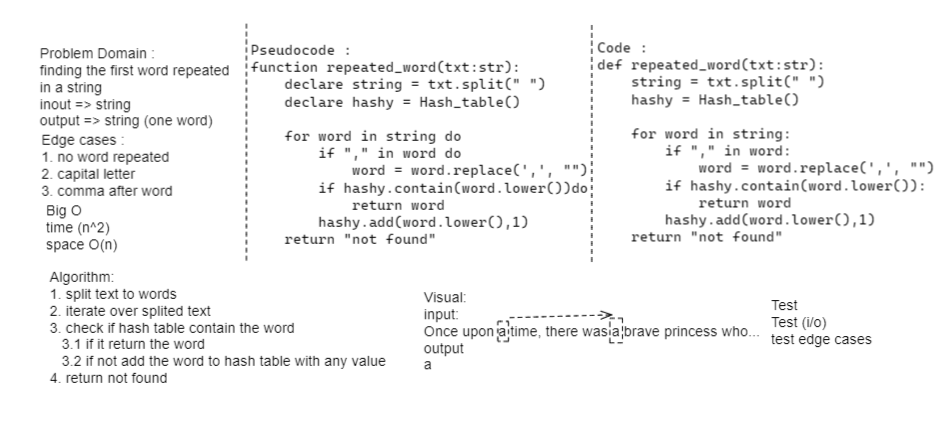 Problem Domain :
finding the first word repeated
in a string
inout => string
output => string (one word)
Edge cases :
1. no word repeated
2. capital letter
3. comma after word
Big O
time (n^2)
space O(n)
Pseudocode :
function repeated_word(txt:str):
    declare string = txt.split(" ")
    declare hashy = Hash_table()
    for word in string do
        if "," in word do
            word = word.replace(',', "")
        if hashy.contain(word.lower())do
            return word
        hashy.add(word.lower(),1)
    return "not found"
Code :
def repeated_word(txt:str):
    string = txt.split(" ")
    hashy = Hash_table()
    for word in string:
        if "," in word:
            word = word.replace(',', "")
        if hashy.contain(word.lower()):
            return word
        hashy.add(word.lower(),1)
    return "not found"
Algorithm:
1. split text to words
2. iterate over splited text
3. check if hash table contain the word
3.1 if it return the word
3.2 if not add the word to hash table with any value
4. return not found
Visual:
input:
Once upon a time, there was a brave princess who...
output
a
Test
Test (i/o)
test edge cases